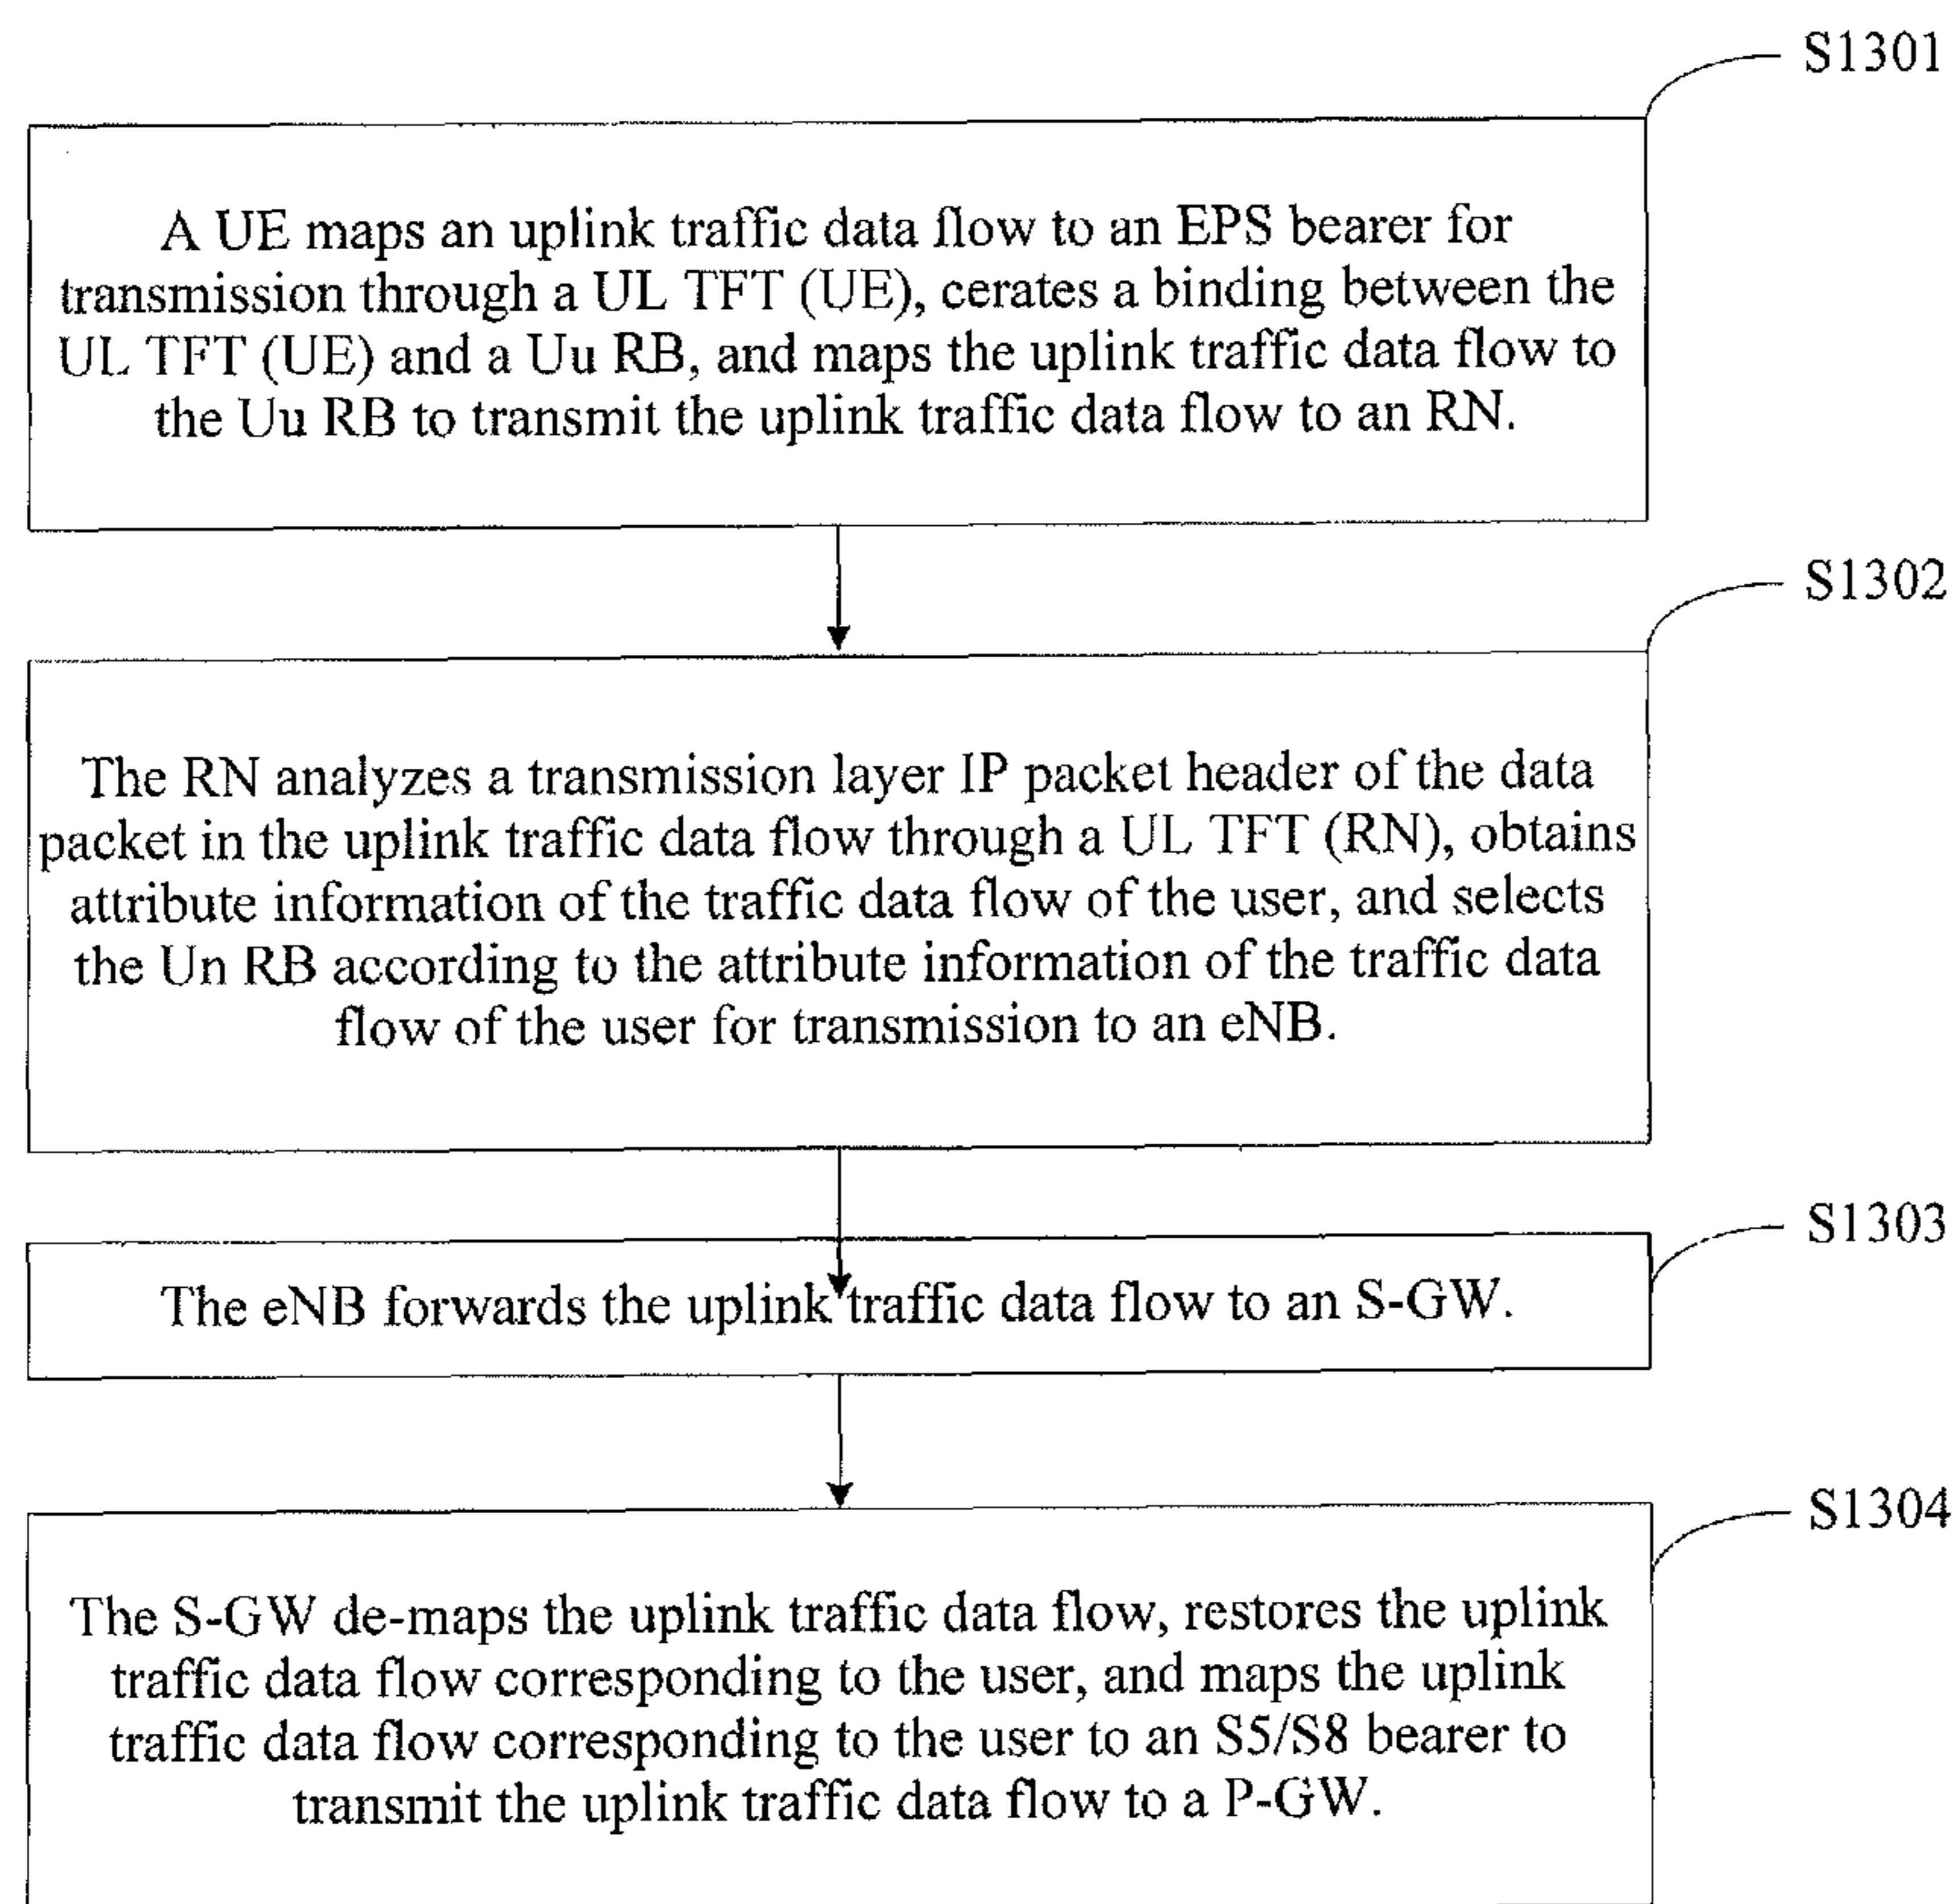 S1301
A UE maps an uplink traffic data flow to an EPS bearer for
transmission through a UL TFT (UE), cerates a binding between the
UL TFT (UE) and a Uu RB, and maps the uplink traffic data flow to
the Uu RB to transmit the uplink traffic data flow to an RN.
S1302
The RN analyzes a transmission layer IP packet header of the data
packet in the uplink traffic data flow through a UL TFT (RN), obtains
attribute information of the traffic data flow of the user, and selects
the Un RB according to the attribute information of the traffic data
flow of the user for transmission to an eNB.
S1303
The eNB forwards the uplink traffic data flow to an S-GW.
S1304
The S-GW de-maps the uplink traffic data flow, restores the uplink
traffic data flow corresponding to the user, and maps the uplink
traffic data flow corresponding to the user to an S5/S8 bearer to
transmit the uplink traffic data flow to a P-GW.